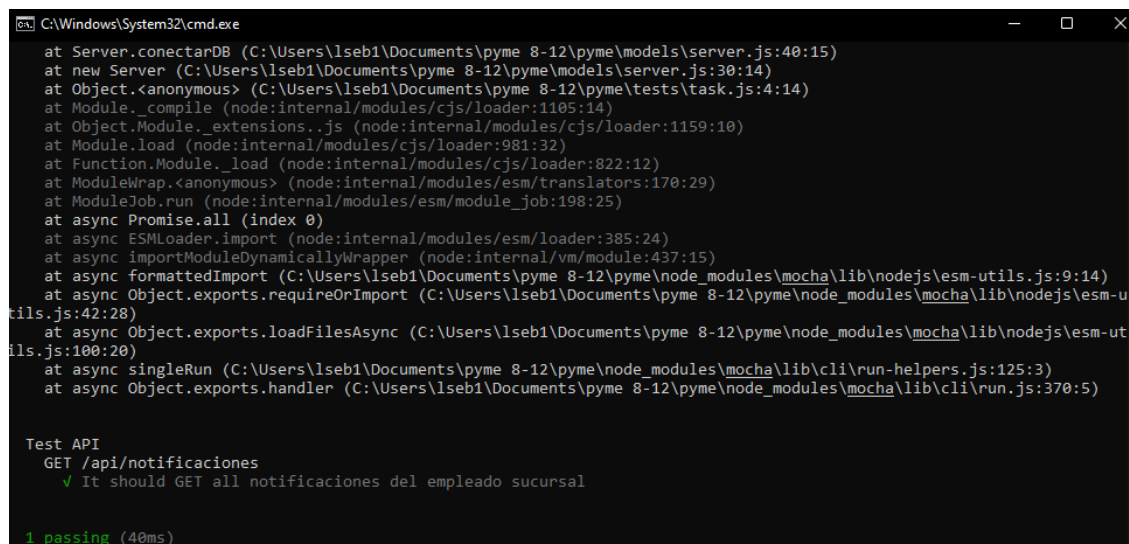 C:\Windows\System32\cmd.exe
at Server.conectarDB (C:\Users\lseb1\Documents\pyme 8-12\pyme\models\server.js:40:15)
at new Server (C:\Users\lseb1\Documents\pyme 8-12\pyme\models\server.js:30:14)
at Object.<anonymous> (C:\Users\lseb1\Documents\pyme 8-12\pyme\tests\task.js:4:14)
at Module._compile (node:internal/modules/cjs/loader:1105:14)
at Object.Module._extensions..js (node:internal/modules/cjs/loader:1159:10)
at Module.load (node:internal/modules/cjs/loader:981:32)
at Function.Module._load (node:internal/modules/cjs/loader:822:12)
at ModuleWrap.<anonymous> (node:internal/modules/esm/translators:170:29)
at ModuleJob.run (node:internal/modules/esm/module_job:198:25)
at async Promise.all (index 0)
at async ESMLoader.import (node:internal/modules/esm/loader:385:24)
at async importModuleDynamicallyWrapper (node:internal/vm/module:437:15)
at async formattedImport (C:\Users\lseb1\Documents\pyme 8-12\pyme\node_modules\mocha\lib\nodejs\esm-utils.js:9:14)
at async Object.exports.requireOrImport (C:\Users\lseb1\Documents\pyme 8-12\pyme\node_modules\mocha\lib\nodejs\esm-u
tils.js:42:28)
at async Object.exports.loadFilesAsync (C:\Users\lseb1\Documents\pyme 8-12\pyme\node_modules\mocha\lib\nodejs\esm-ut
ils.js:100:20)
at async singleRun (C:\Users\lseb1\Documents\pyme 8-12\pyme\node_modules\mocha\lib\cli\run-helpers.js:125:3)
at async Object.exports.handler (C:\Users\lseb1\Documents\pyme 8-12\pyme\node_modules\mocha\lib\cli\run.js:370:5)
Test API
GET /api/notificaciones
√ It should GET all notificaciones del empleado sucursal
1 passing (40ms)